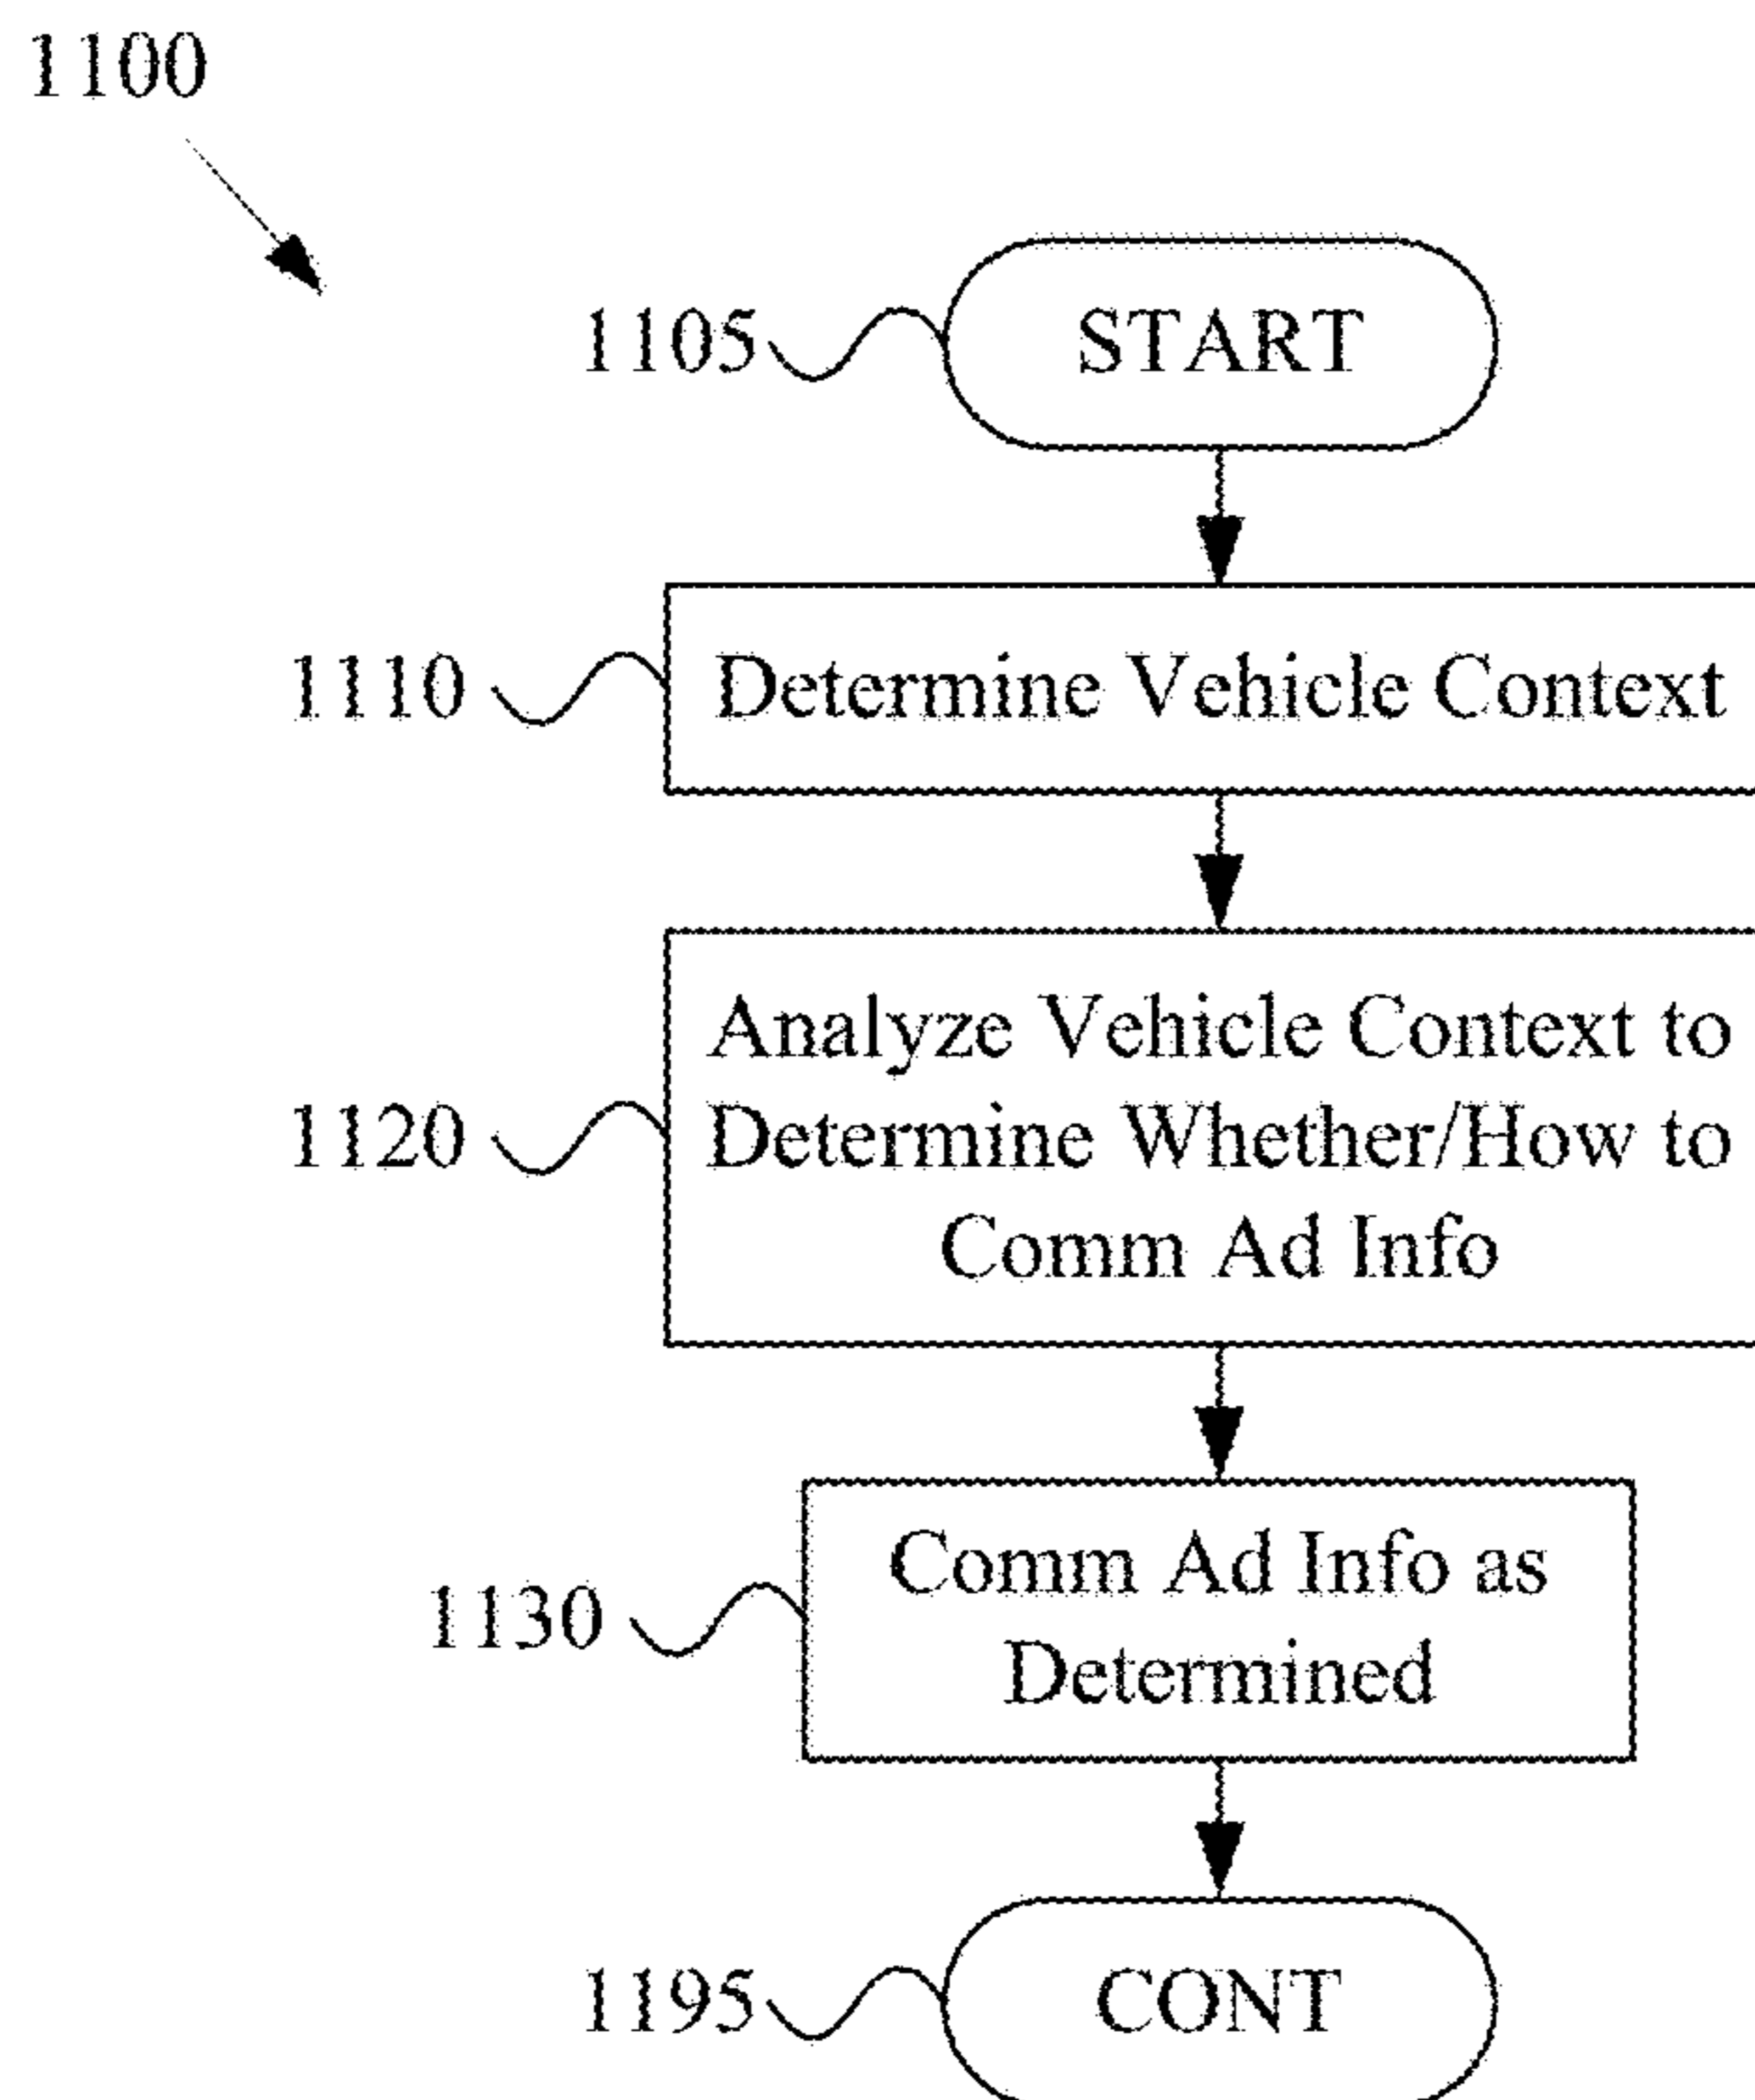 1100
1105 START
1110 Determine Vehicle Context
Analyze Vehicle Context to
1120 Determine Whether/How to
Comm Ad Info
Comm Ad Info as
1130
Determined
1195 CONT